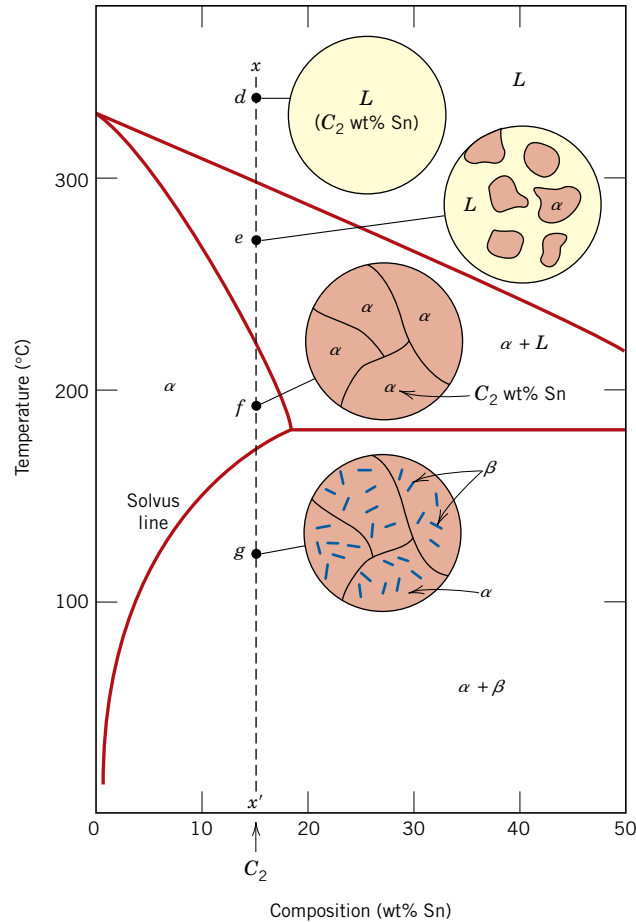 x
d
L
(C₂ wt% Sn)
L
300
L
α
e
α
α
α
α
α + L
200
α
f
C₂ wt% Sn
Temperature (°C)
β
Solvus
line
g
100
α
α + β
x′
0
10
20
30
40
50
C₂
Composition (wt% Sn)